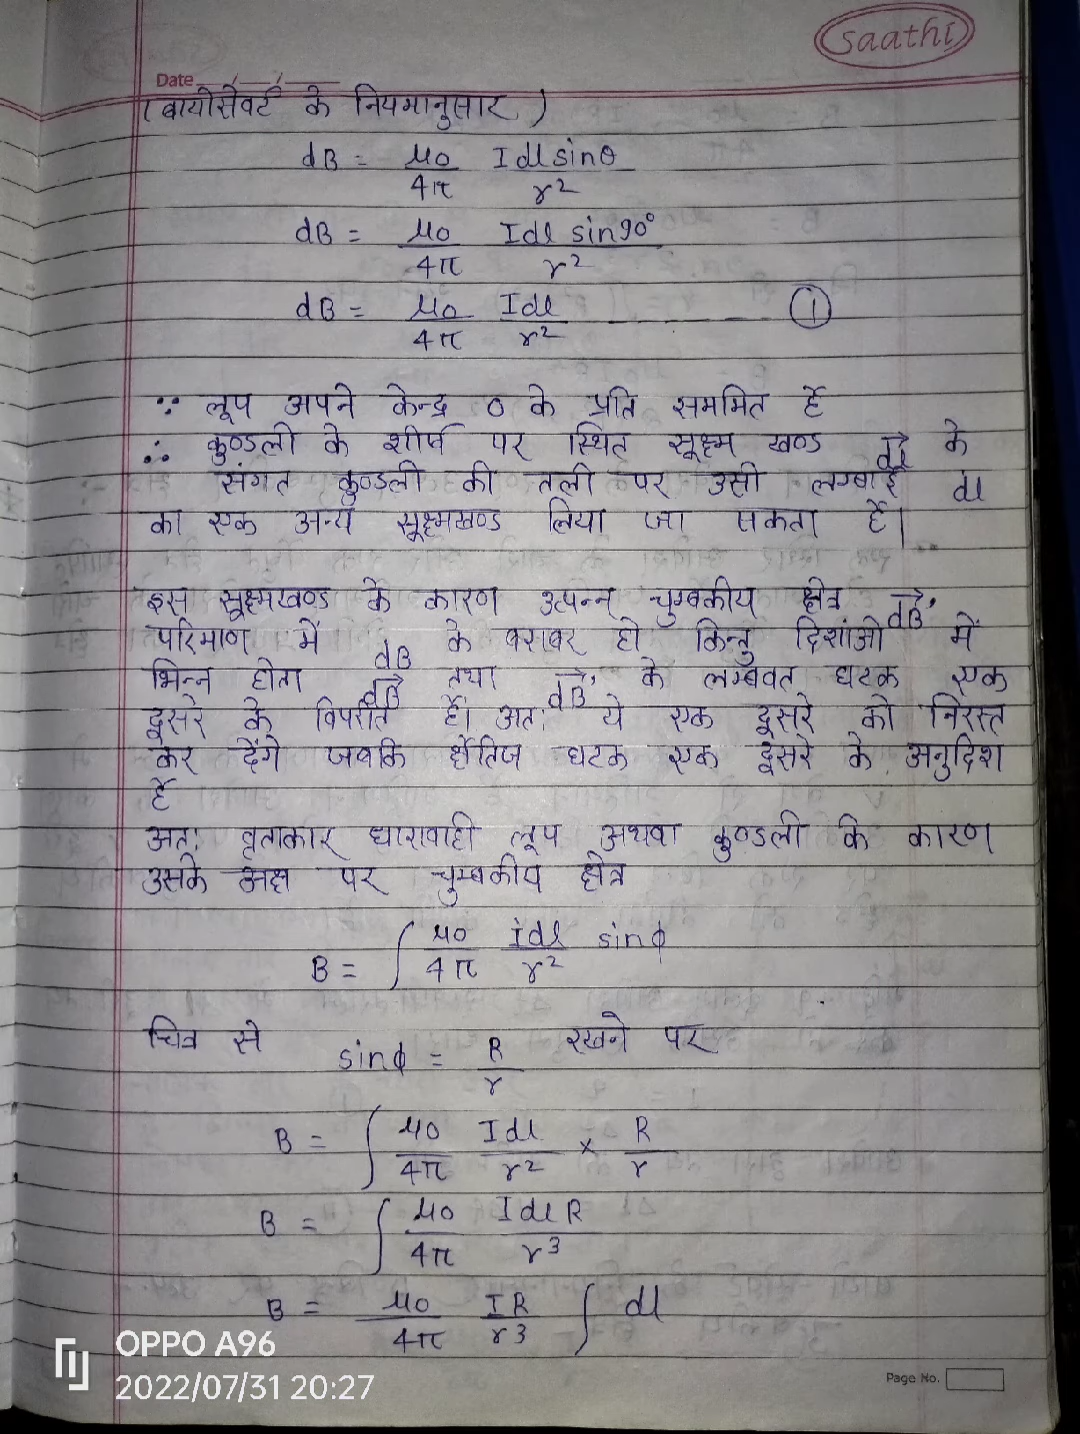 saathi
Date __/__/____
(बायोसेवर्ट के नियमानुसार)
dB = μ0/4π Idl sinθ/r²
dB = μ0/4π Idl sin90°/r²
dB = μ0/4π Idl/r² ------ ①
∵ लूप अपने केन्द्र O के प्रति सममित है
∴ कुण्डली के शीर्ष पर स्थित सूक्ष्म खण्ड dl⃗ के
संगत कुण्डली की तली पर उसी लम्बाई dl
का एक अन्य सूक्ष्मखण्ड लिया जा सकता है।
इस सूक्ष्मखण्ड के कारण उत्पन्न चुम्बकीय क्षेत्र dB⃗'
परिमाण में dB के बराबर हो किन्तु दिशांओ में
भिन्न होता dB⃗ तथा dB⃗' के लम्बवत घटक एक
दूसरे के विपरीत है। अत: ये एक दूसरे को निरस्त
कर देंगे जबकि क्षैतिज घटक एक दूसरे के अनुदिश
है
अत: वृताकार धारावाही लूप अथवा कुण्डली के कारण
उसके अक्ष पर चुम्बकीय क्षेत्र
B = ∫ μ0/4π idl/r² sinϕ
चित्र से sinϕ = R/r रखने पर
B = ∫ μ0/4π Idl/r² × R/r
B = ∫ μ0/4π IdlR/r³
B = μ0/4π IR/r³ ∫ dl
OPPO A96
2022/07/31 20:27
Page No.